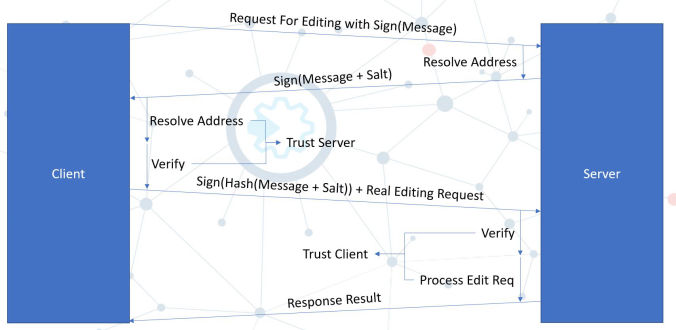 Request For Editing with Sign(Message)
Resolve Address
Sign(Message + Salt)
Resolve Address
Trust Server
Verify
Client
Server
Sign(Hash(Message + Salt)) + Real Editing Request
Verify
Trust Client
Process Edit Req
Response Result